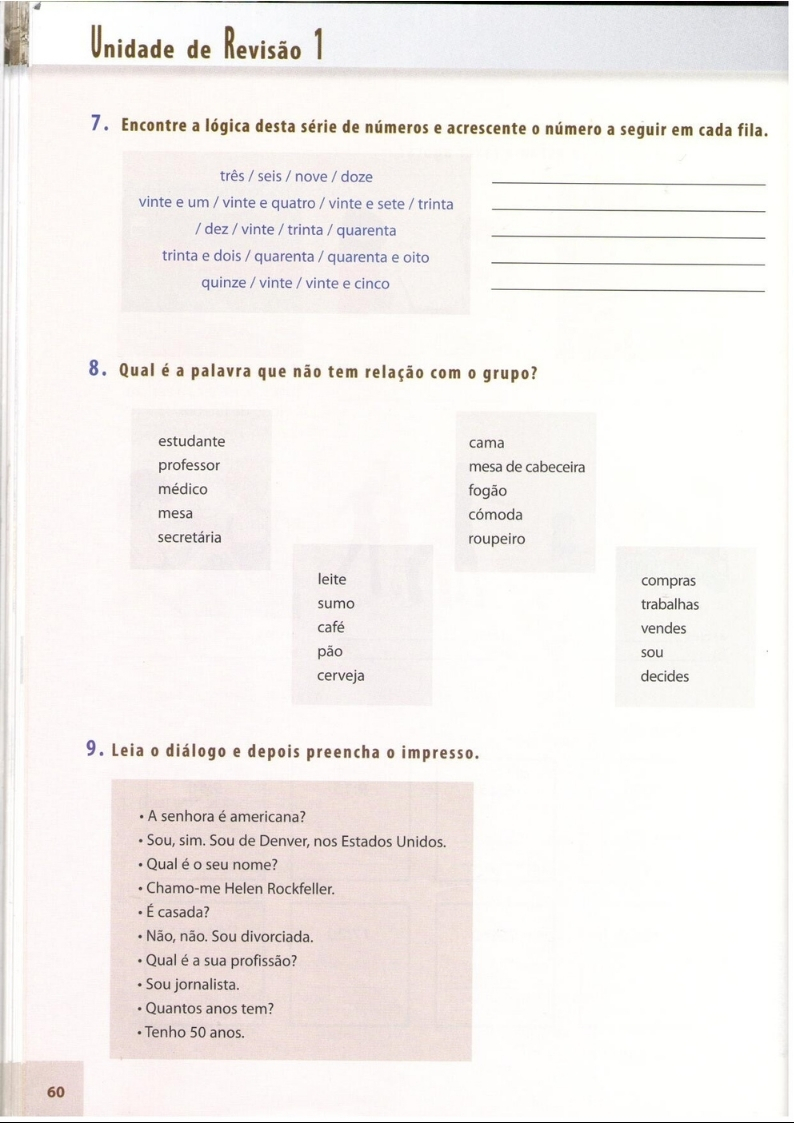 Unidade de Revisão 1
7. Encontre a lógica desta série de números e acrescente o número a seguir em cada fila.
três / seis / nove / doze
vinte e um / vinte e quatro / vinte e sete / trinta
/ dez / vinte / trinta / quarenta
trinta e dois / quarenta / quarenta e oito
quinze / vinte / vinte e cinco
8. Qual é a palavra que não tem relação com o grupo?
estudante
professor
médico
mesa
secretária
cama
mesa de cabeceira
fogão
cómoda
roupeiro
leite
sumo
café
pão
cerveja
compras
trabalhas
vendes
sou
decides
9. Leia o diálogo e depois preencha o impresso.
• A senhora é americana?
• Sou, sim. Sou de Denver, nos Estados Unidos.
• Qual é o seu nome?
• Chamo-me Helen Rockfeller.
• É casada?
• Não, não. Sou divorciada.
• Qual é a sua profissão?
• Sou jornalista.
• Quantos anos tem?
• Tenho 50 anos.
60